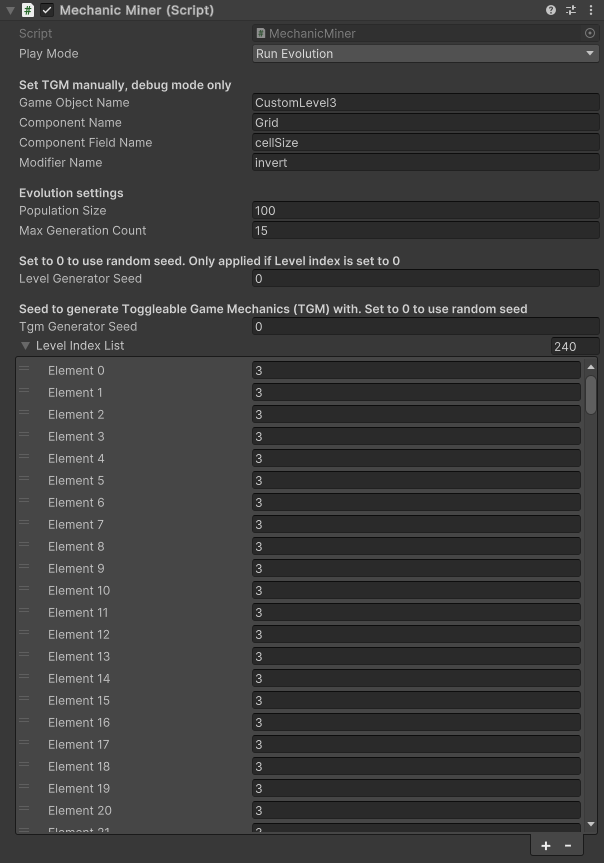 Mechanic Miner (Script)
Script MechanicMiner
Play Mode Run Evolution
Set TGM manually, debug mode only
Game Object Name CustomLevel3
Component Name Grid
Component Field Name cellSize
Modifier Name invert
Evolution settings
Population Size 100
Max Generation Count 15
Set to 0 to use random seed. Only applied if Level index is set to 0
Level Generator Seed 0
Seed to generate Toggleable Game Mechanics (TGM) with. Set to 0 to use random seed
Tgm Generator Seed 0
Level Index List 240
Element 0 3
Element 1 3
Element 2 3
Element 3 3
Element 4 3
Element 5 3
Element 6 3
Element 7 3
Element 8 3
Element 9 3
Element 10 3
Element 11 3
Element 12 3
Element 13 3
Element 14 3
Element 15 3
Element 16 3
Element 17 3
Element 18 3
Element 19 3
Element 20 3
Element 21